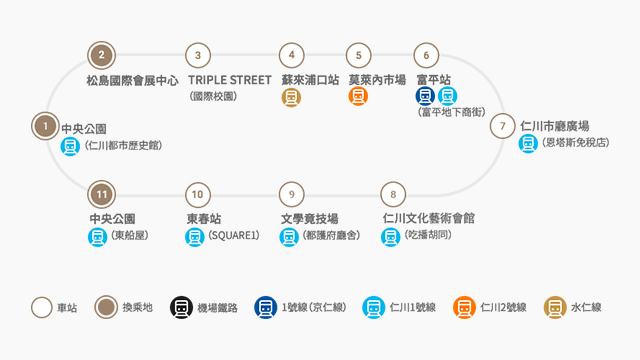 2
3
4
5
6
松島國際會展中心
TRIPLE STREET
(國際校園)
蘇來浦口站
莫萊內市場
富平站
(富平地下商街)
1
中央公園
(仁川都市歷史館)
7
仁川市廳廣場
(恩塔斯免稅店)
11
10
9
8
中央公園
(東船屋)
東春站
(SQUARE1)
文學竟技場
(都護府廳舍)
仁川文化藝術會館
(吃播胡同)
車站
換乘地
機場鐵路
1號線(京仁線)
仁川1號線
仁川2號線
水仁線